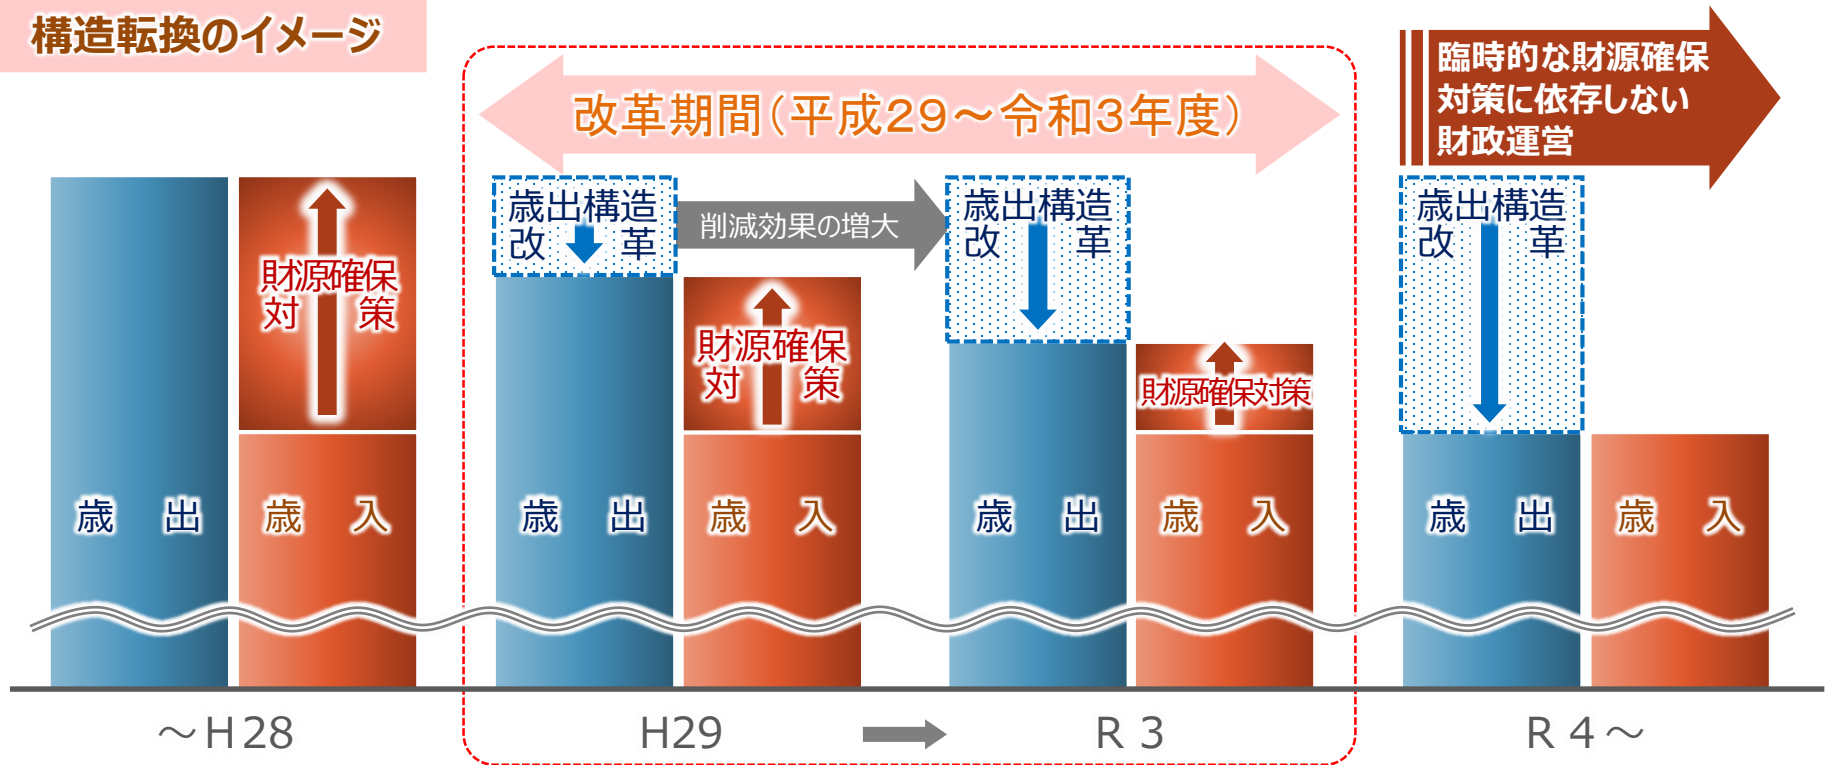 構造転換のイメージ
改革期間（平成29～令和3年度）
臨時的な財源確保
対策に依存しない
財政運営
財源確保
対　策
歳出構造
改　革
削減効果の増大
財源確保
対　策
歳出構造
改　革
財源確保対策
歳出構造
改　革
歳　出
歳　入
歳　出
歳　入
歳　出
歳　入
歳　出
歳　入
～H28
H29
R 3
R 4～